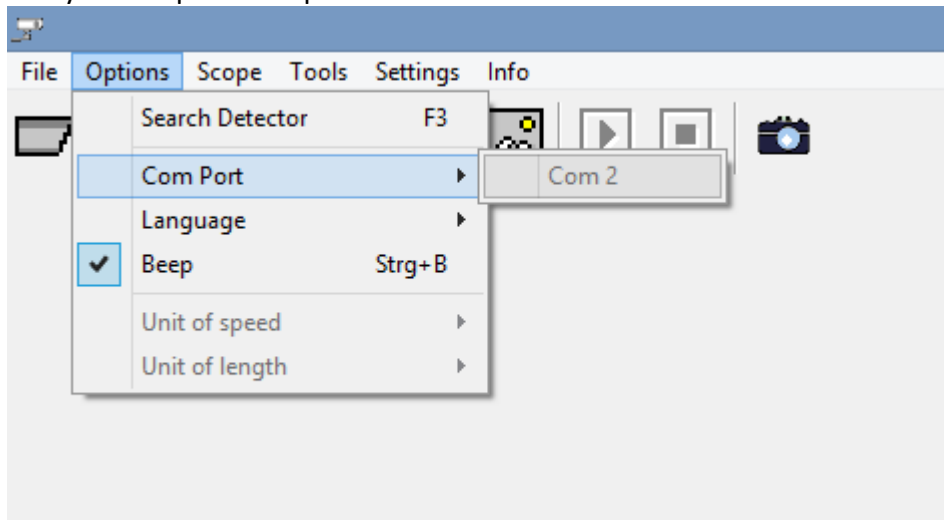 File Options Scope Tools Settings Info
Search Detector F3
Com Port
Com 2
Language
Beep Strg+B
Unit of speed
Unit of length